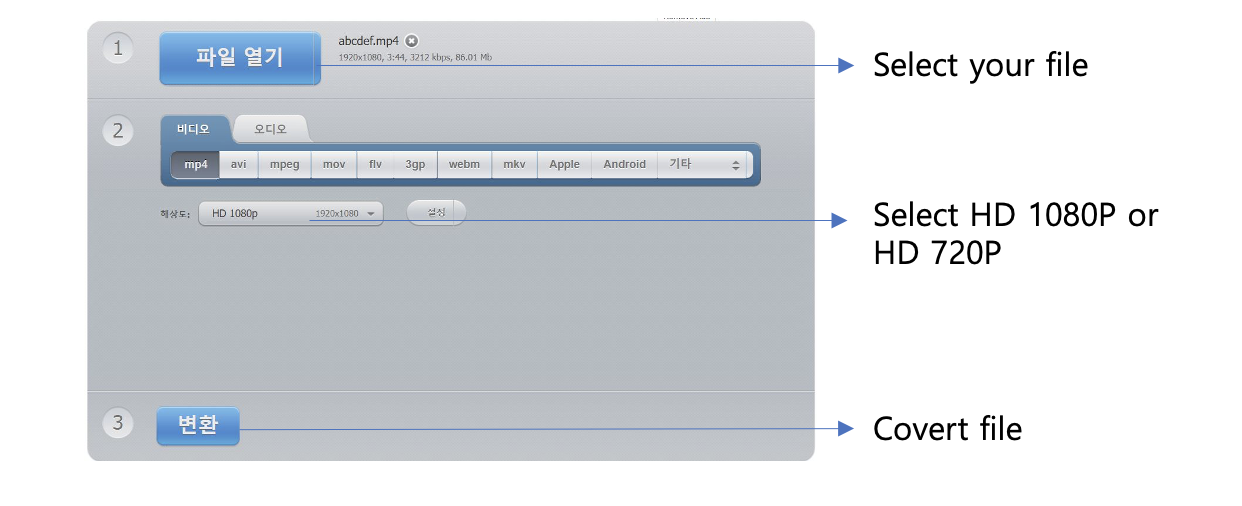 1
파일 열기
abcdef.mp4
1920x1080, 3:44, 3212 kbps, 86.01 Mb
Select your file
2
비디오 오디오
mp4 avi mpeg mov flv 3gp webm mkv Apple Android 기타
해상도: HD 1080p 1920x1080 설정
Select HD 1080P or
HD 720P
3
변환
Covert file